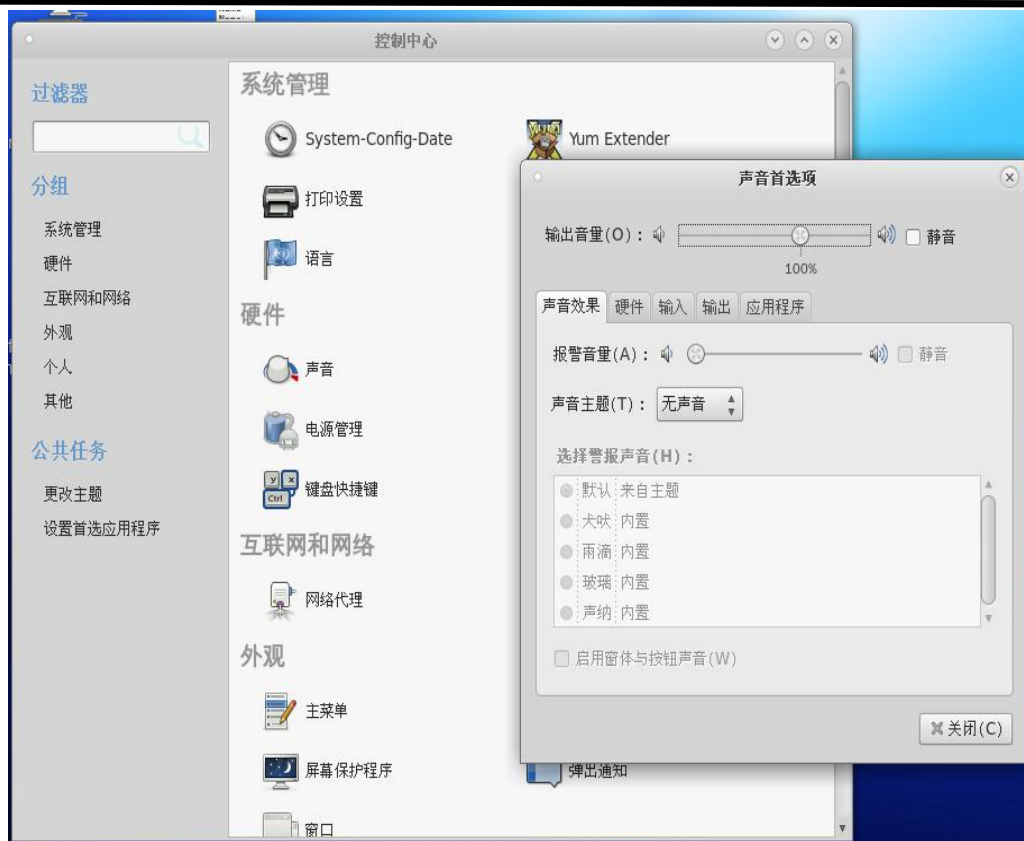 控制中心
过滤器
分组
系统管理
硬件
互联网和网络
外观
个人
其他
公共任务
更改主题
设置首选应用程序
系统管理
System-Config-Date
Yum Extender
打印设置
语言
硬件
声音
电源管理
键盘快捷键
互联网和网络
网络代理
外观
主菜单
屏幕保护程序
弹出通知
窗口
声音首选项
输出音量(O)：
静音
100%
声音效果 硬件 输入 输出 应用程序
报警音量(A)：
静音
声音主题(T)： 无声音
选择警报声音(H)：
默认 来自主题
犬吠 内置
雨滴 内置
玻璃 内置
声纳 内置
启用窗体与按钮声音(W)
关闭(C)